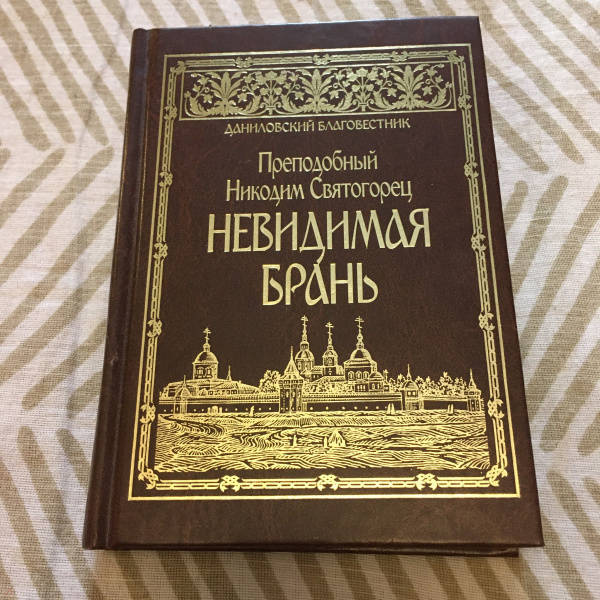 ДАНИЛОВСКИЙ БЛАГОВЕСТНИК
Преподобный
Никодим Святогорец
НЕВИДИМАЯ
БРАНЬ